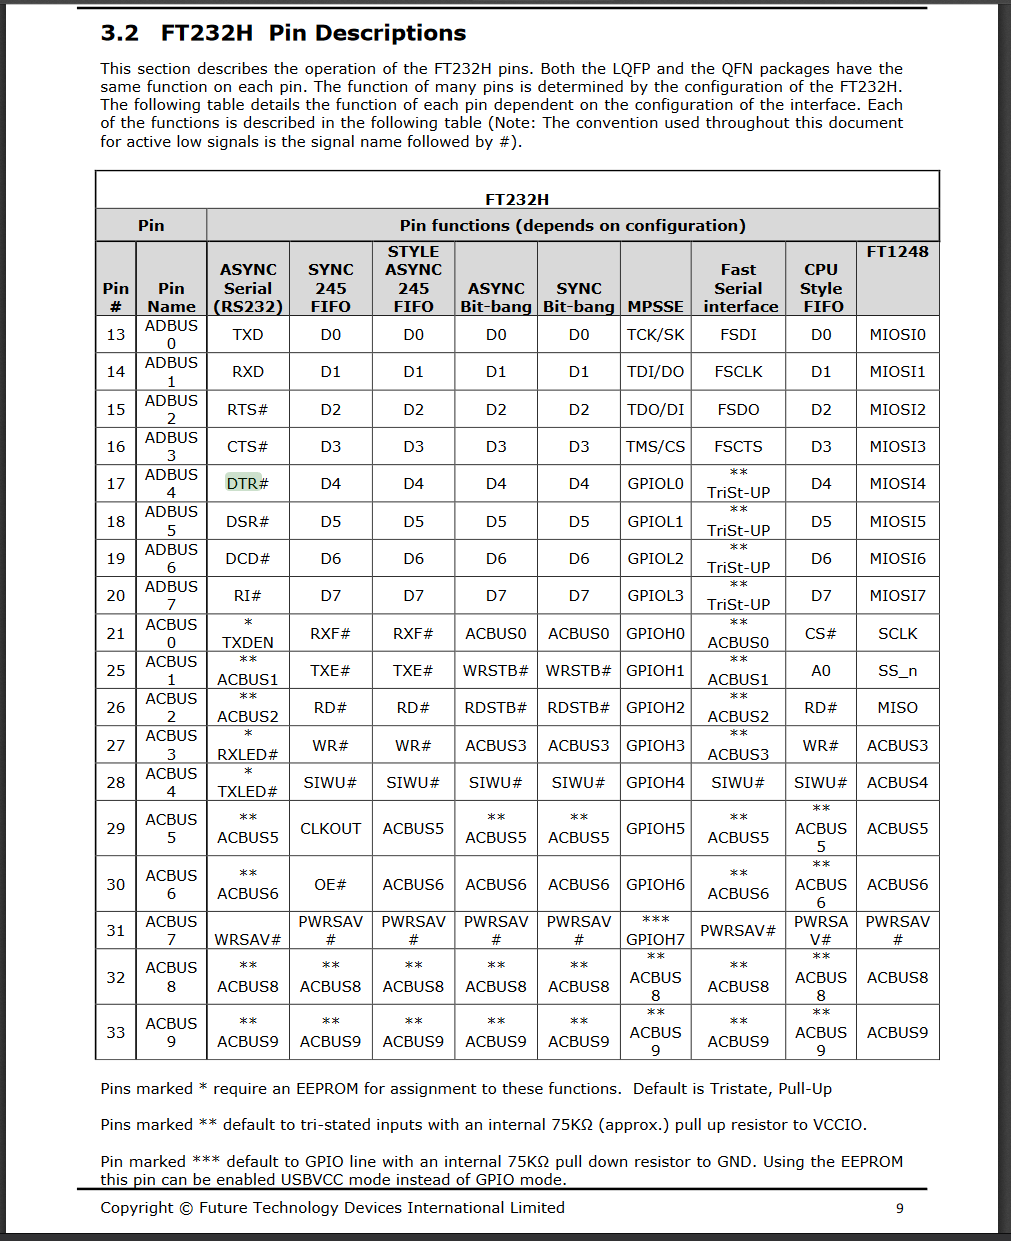 3.2 FT232H Pin Descriptions
This section describes the operation of the FT232H pins. Both the LQFP and the QFN packages have the
same function on each pin. The function of many pins is determined by the configuration of the FT232H.
The following table details the function of each pin dependent on the configuration of the interface. Each
of the functions is described in the following table (Note: The convention used throughout this document
for active low signals is the signal name followed by #).
FT232H
Pin Pin functions (depends on configuration)
Pin # Pin Name ASYNC Serial (RS232) SYNC 245 FIFO STYLE ASYNC 245 FIFO ASYNC Bit-bang SYNC Bit-bang MPSSE Fast Serial interface CPU Style FIFO FT1248
13 ADBUS 0 TXD D0 D0 D0 D0 TCK/SK FSDI D0 MIOSI0
14 ADBUS 1 RXD D1 D1 D1 D1 TDI/DO FSCLK D1 MIOSI1
15 ADBUS 2 RTS# D2 D2 D2 D2 TDO/DI FSDO D2 MIOSI2
16 ADBUS 3 CTS# D3 D3 D3 D3 TMS/CS FSCTS D3 MIOSI3
17 ADBUS 4 DTR# D4 D4 D4 D4 GPIOL0 ** TriSt-UP D4 MIOSI4
18 ADBUS 5 DSR# D5 D5 D5 D5 GPIOL1 ** TriSt-UP D5 MIOSI5
19 ADBUS 6 DCD# D6 D6 D6 D6 GPIOL2 ** TriSt-UP D6 MIOSI6
20 ADBUS 7 RI# D7 D7 D7 D7 GPIOL3 ** TriSt-UP D7 MIOSI7
21 ACBUS 0 * TXDEN RXF# RXF# ACBUS0 ACBUS0 GPIOH0 ** ACBUS0 CS# SCLK
25 ACBUS 1 ** ACBUS1 TXE# TXE# WRSTB# WRSTB# GPIOH1 ** ACBUS1 A0 SS_n
26 ACBUS 2 ** ACBUS2 RD# RD# RDSTB# RDSTB# GPIOH2 ** ACBUS2 RD# MISO
27 ACBUS 3 * RXLED# WR# WR# ACBUS3 ACBUS3 GPIOH3 ** ACBUS3 WR# ACBUS3
28 ACBUS 4 * TXLED# SIWU# SIWU# SIWU# SIWU# GPIOH4 SIWU# SIWU# ACBUS4
29 ACBUS 5 ** ACBUS5 CLKOUT ACBUS5 ** ACBUS5 ** ACBUS5 GPIOH5 ** ACBUS5 ** ACBUS 5 ACBUS5
30 ACBUS 6 ** ACBUS6 OE# ACBUS6 ACBUS6 ACBUS6 GPIOH6 ** ACBUS6 ** ACBUS 6 ACBUS6
31 ACBUS 7 WRSAV# PWRSAV # PWRSAV # PWRSAV # PWRSAV # *** GPIOH7 PWRSAV# PWRSA V# PWRSAV #
32 ACBUS 8 ** ACBUS8 ** ACBUS8 ** ACBUS8 ** ACBUS8 ** ACBUS8 ** ACBUS 8 ** ACBUS8 ** ACBUS 8 ACBUS8
33 ACBUS 9 ** ACBUS9 ** ACBUS9 ** ACBUS9 ** ACBUS9 ** ACBUS9 ** ACBUS 9 ** ACBUS9 ** ACBUS 9 ACBUS9
Pins marked * require an EEPROM for assignment to these functions. Default is Tristate, Pull-Up
Pins marked ** default to tri-stated inputs with an internal 75KΩ (approx.) pull up resistor to VCCIO.
Pin marked *** default to GPIO line with an internal 75KΩ pull down resistor to GND. Using the EEPROM
this pin can be enabled USBVCC mode instead of GPIO mode.
Copyright © Future Technology Devices International Limited 9